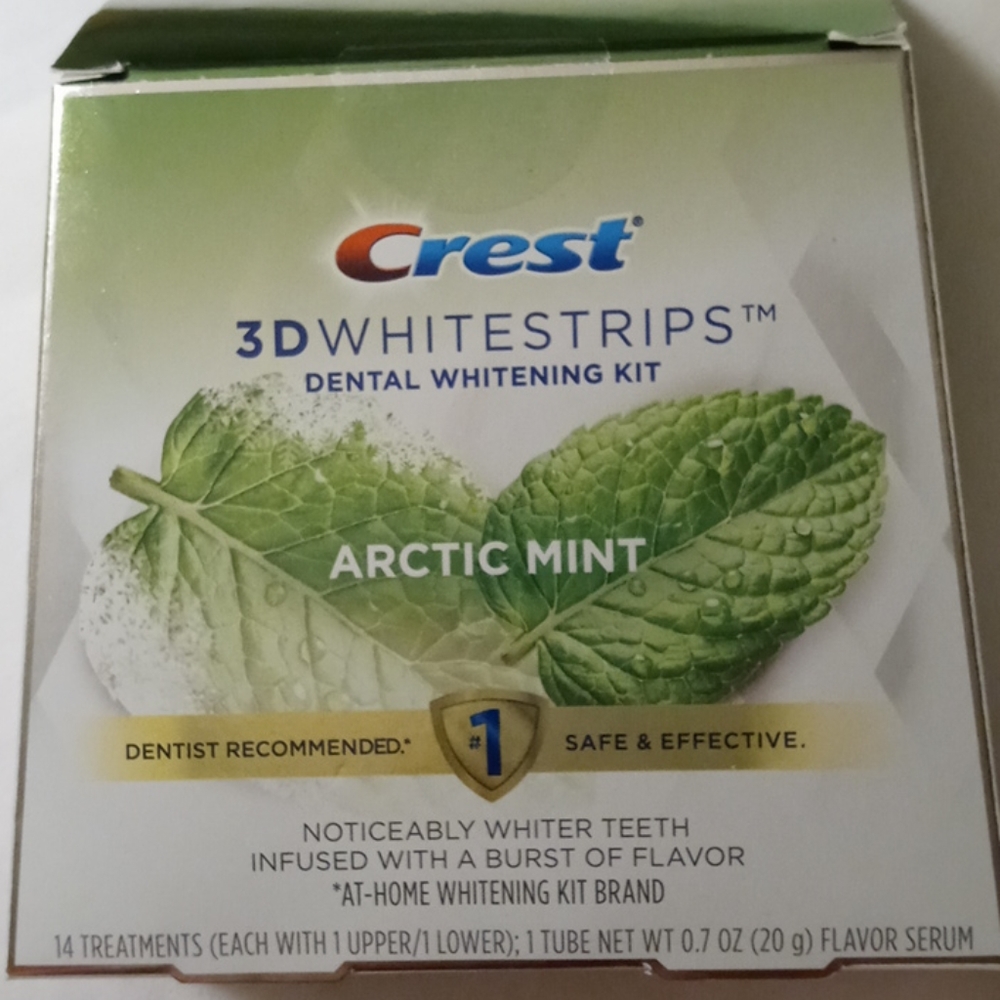 Crest®
3DWHITESTRIPS™
DENTAL WHITENING KIT
ARCTIC MINT
DENTIST RECOMMENDED.* #1 SAFE & EFFECTIVE.
NOTICEABLY WHITER TEETH
INFUSED WITH A BURST OF FLAVOR
*AT-HOME WHITENING KIT BRAND
14 TREATMENTS (EACH WITH 1 UPPER/1 LOWER); 1 TUBE NET WT 0.7 OZ (20 g) FLAVOR SERUM